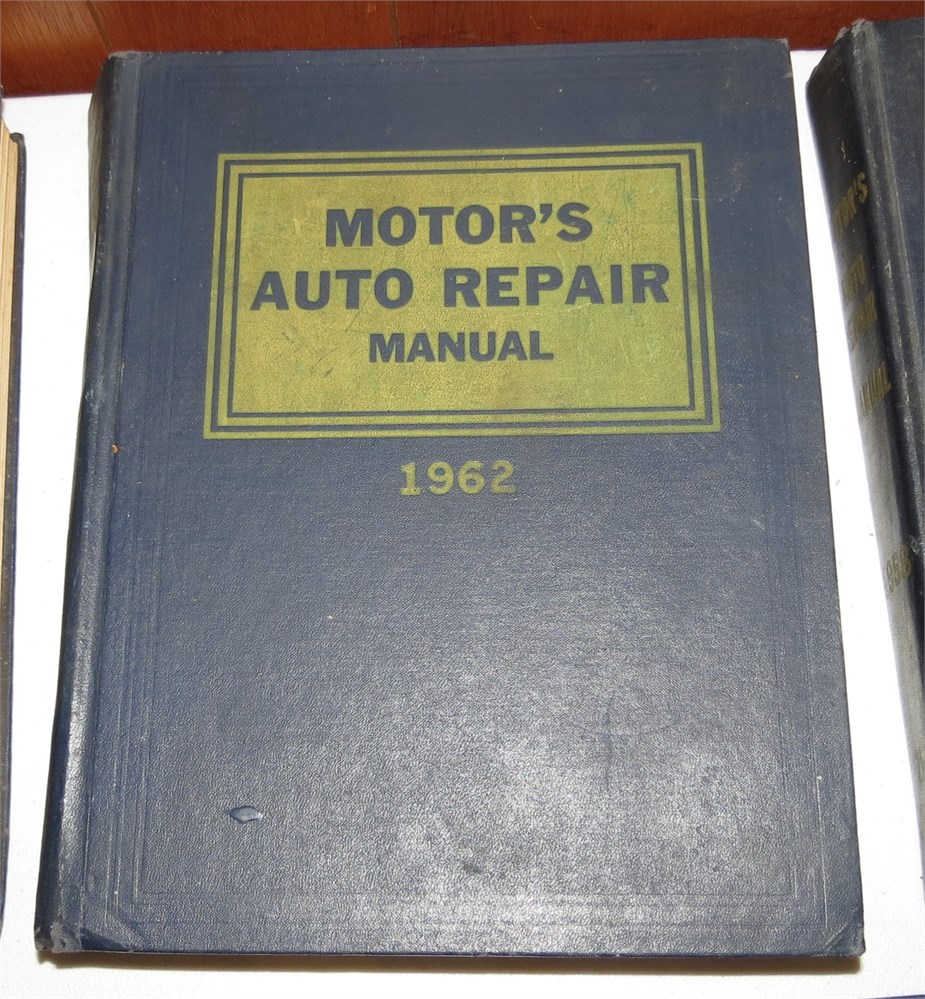 MOTOR'S
AUTO REPAIR
MANUAL
1962